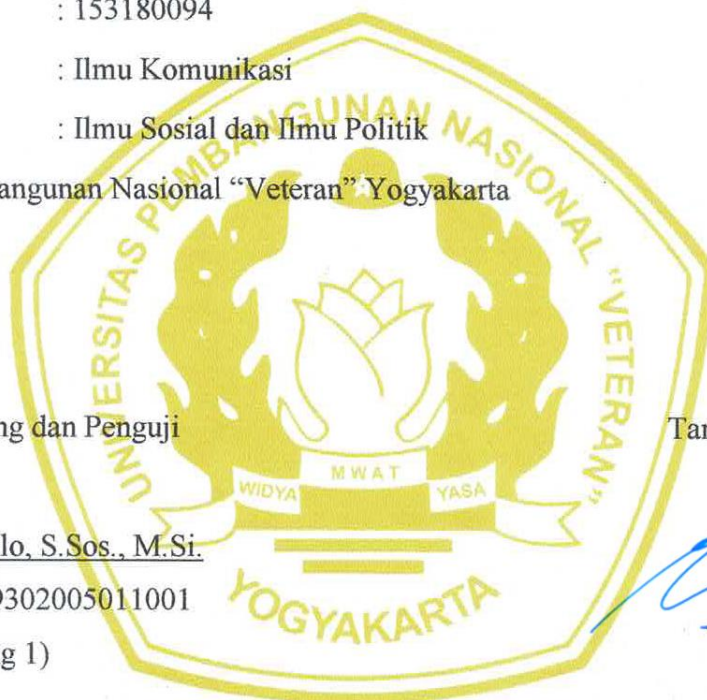 : 153180094
: Ilmu Komunikasi
: Ilmu Sosial dan Ilmu Politik
angunan Nasional “Veteran” Yogyakarta
UNIVERSITAS PEMBANGUNAN NASIONAL "VETERAN"
ng dan Penguji
Tan
WIDYA MWAT YASA
lo, S.Sos., M.Si.
9302005011001
YOGYAKARTA
g 1)